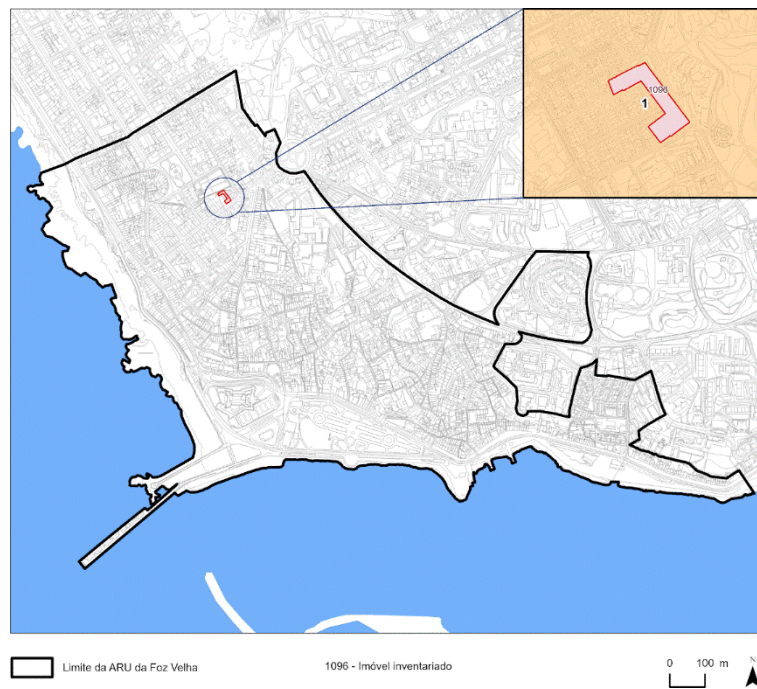 1096
1
Limite da ARU da Foz Velha
1096 - Imóvel inventariado
0 100 m
N